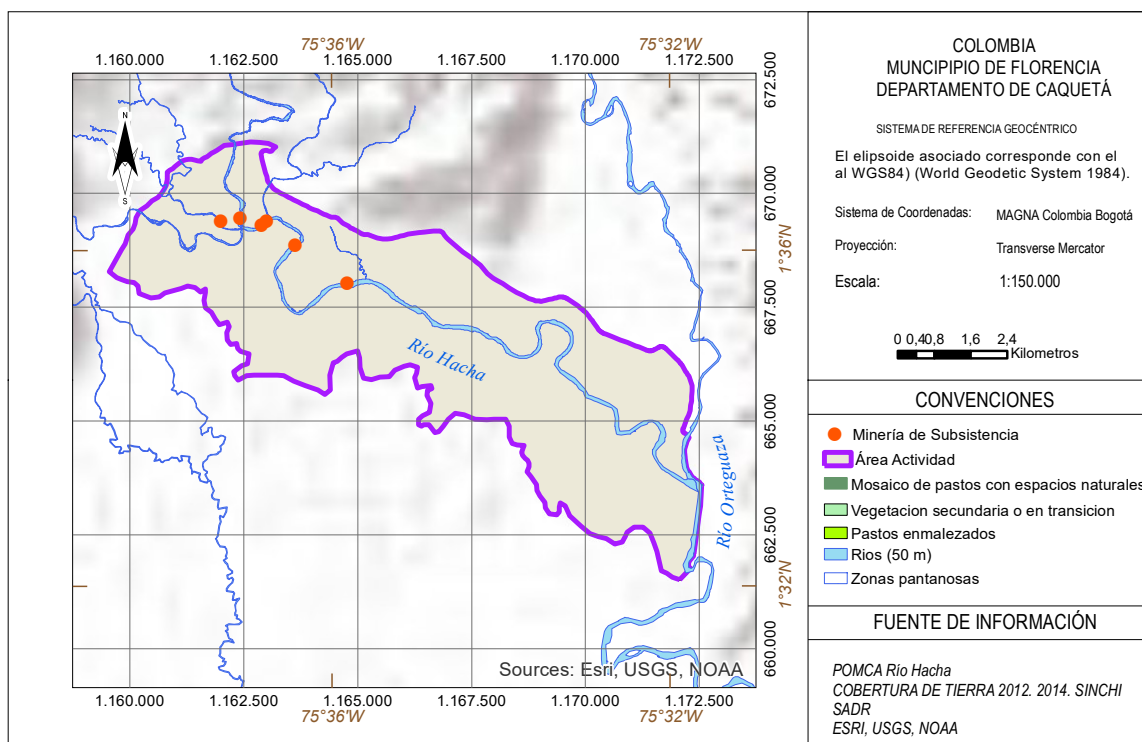 75°36'W
75°32'W
1.160.000
1.162.500
1.165.000
1.167.500
1.170.000
1.172.500
672.500
670.000
1°36'N
667.500
665.000
662.500
1°32'N
660.000
N
S
Río Hacha
Río Orteguaza
Sources: Esri, USGS, NOAA
1.160.000
1.162.500
1.165.000
1.167.500
1.170.000
1.172.500
75°36'W
75°32'W
COLOMBIA
MUNCIPIPIO DE FLORENCIA
DEPARTAMENTO DE CAQUETÁ
SISTEMA DE REFERENCIA GEOCÉNTRICO
El elipsoide asociado corresponde con el
al WGS84) (World Geodetic System 1984).
Sistema de Coordenadas: MAGNA Colombia Bogotá
Proyección: Transverse Mercator
Escala: 1:150.000
0 0,40,8 1,6 2,4
Kilometros
CONVENCIONES
Minería de Subsistencia
Área Actividad
Mosaico de pastos con espacios naturales
Vegetacion secundaria o en transicion
Pastos enmalezados
Rios (50 m)
Zonas pantanosas
FUENTE DE INFORMACIÓN
POMCA Río Hacha
COBERTURA DE TIERRA 2012. 2014. SINCHI
SADR
ESRI, USGS, NOAA